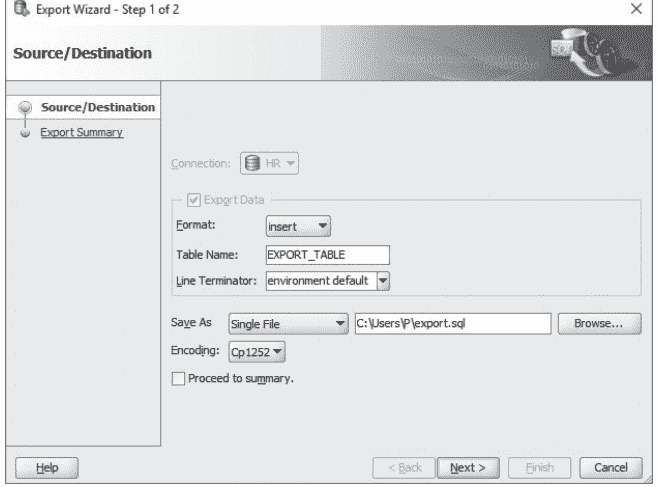 Export Wizard - Step 1 of 2
Source/Destination
Source/Destination
Export Summary
Connection: HR
Export Data
Format: insert
Table Name: EXPORT_TABLE
Line Terminator: environment default
Save As Single File C:\Users\P\export.sql Browse...
Encoding: Cp1252
Proceed to summary.
Help < Back Next > Finish Cancel